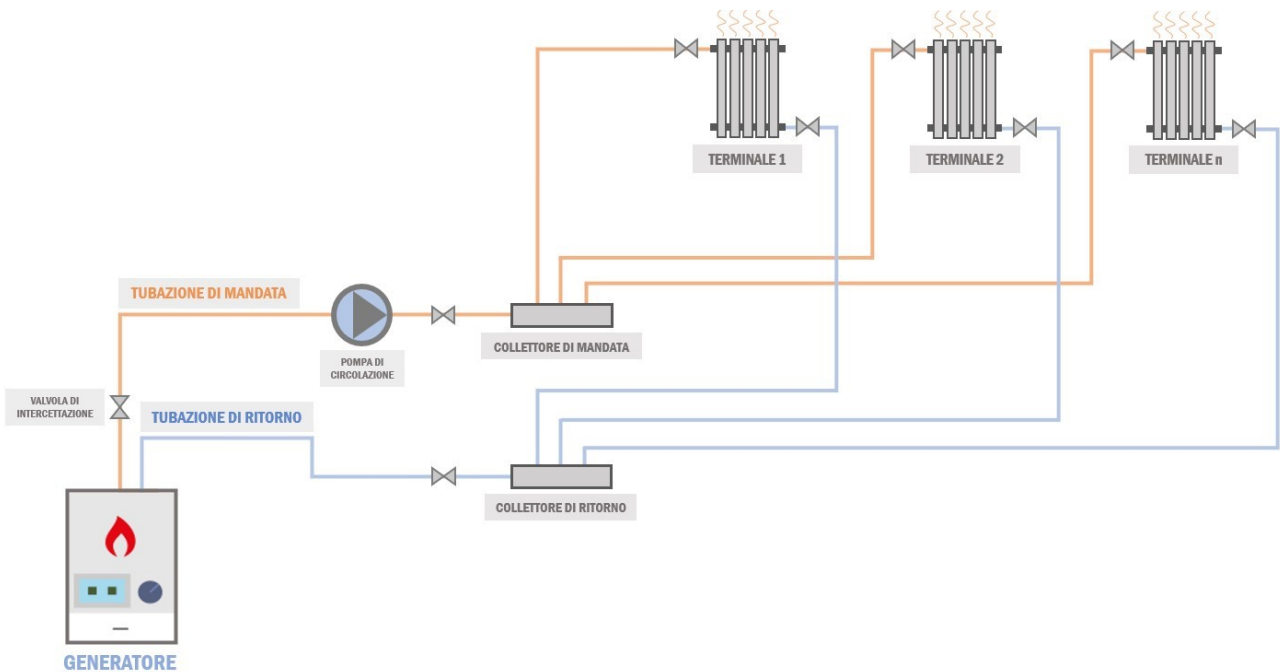 TERMINALE 1
TERMINALE 2
TERMINALE n
TUBAZIONE DI MANDATA
COLLETTORE DI MANDATA
POMPA DI
CIRCOLAZIONE
VALVOLA DI
INTERCETTAZIONE
TUBAZIONE DI RITORNO
COLLETTORE DI RITORNO
GENERATORE